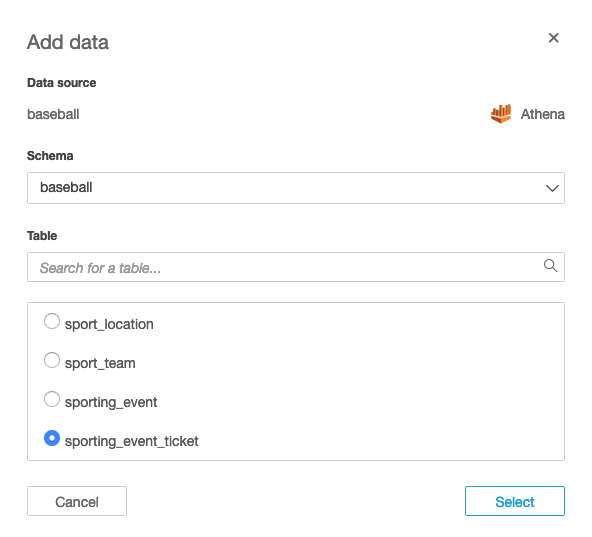 Add data
Data source
baseball
Athena
Schema
baseball
Table
Search for a table...
sport_location
sport_team
sporting_event
sporting_event_ticket
Cancel
Select